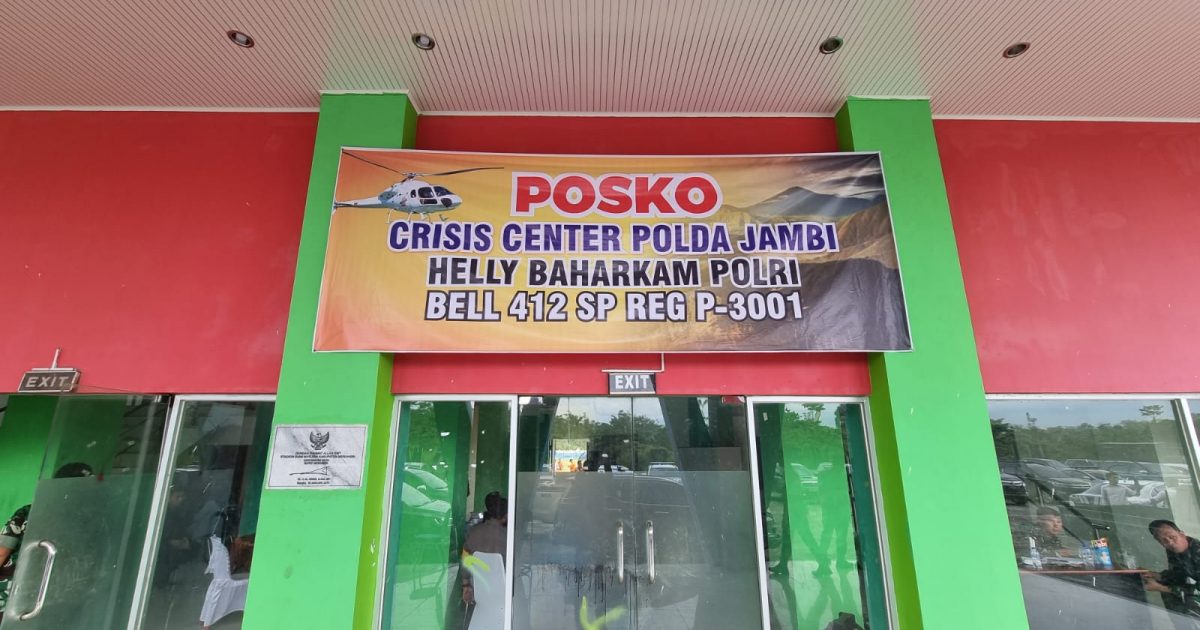 POSKO
CRISIS CENTER POLDA JAMBI
HELLY BAHARKAM POLRI
BELL 412 SP REG P-3001
EXIT
EXIT